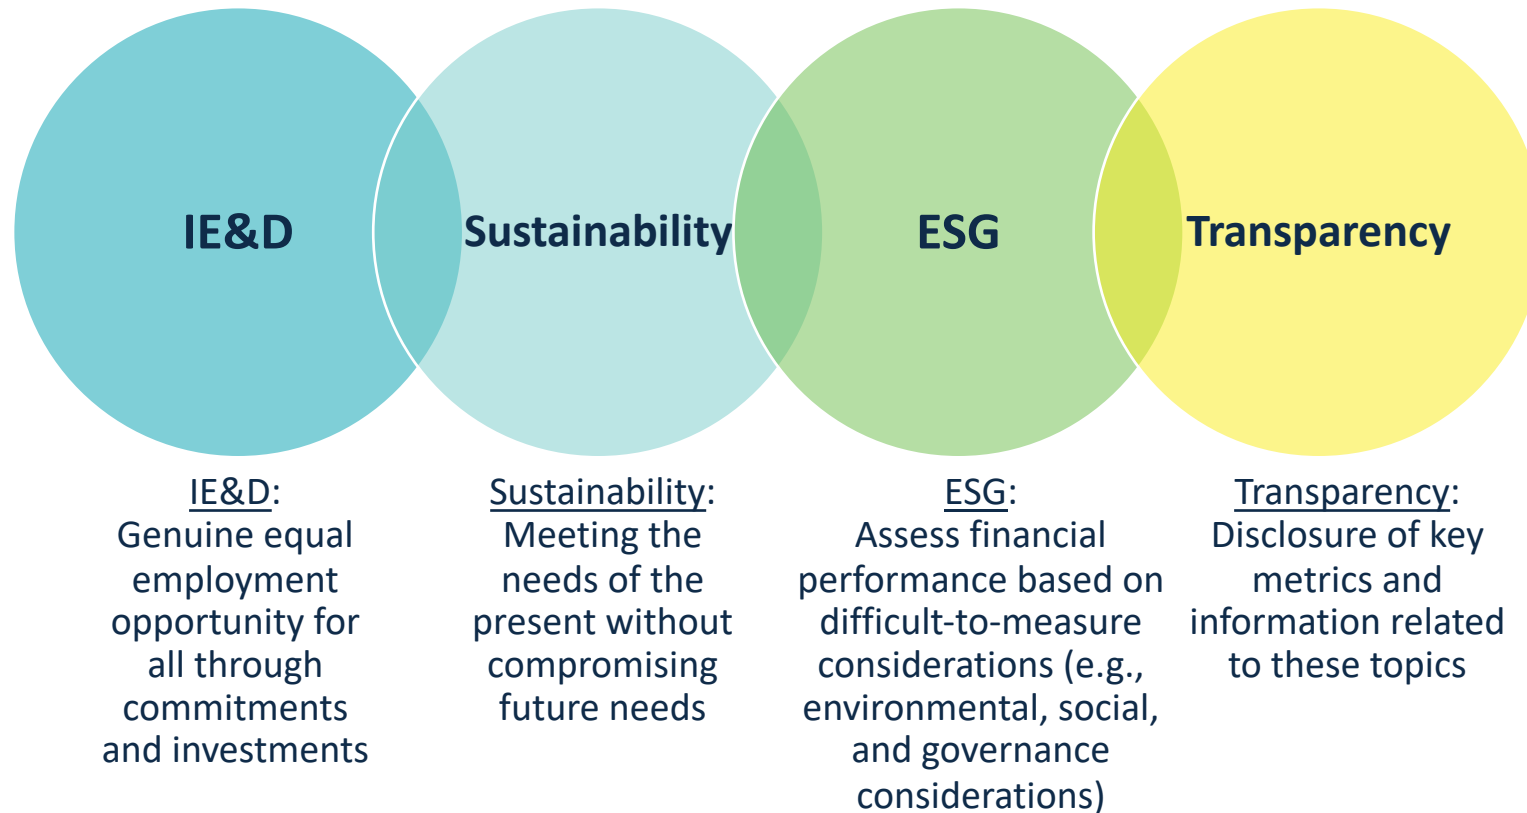 IE&D
Sustainability
ESG
Transparency
IE&D:
Genuine equal
employment
opportunity for
all through
commitments
and investments
Sustainability:
Meeting the
needs of the
present without
compromising
future needs
ESG:
Assess financial
performance based on
difficult-to-measure
considerations (e.g.,
environmental, social,
and governance
considerations)
Transparency:
Disclosure of key
metrics and
information related
to these topics